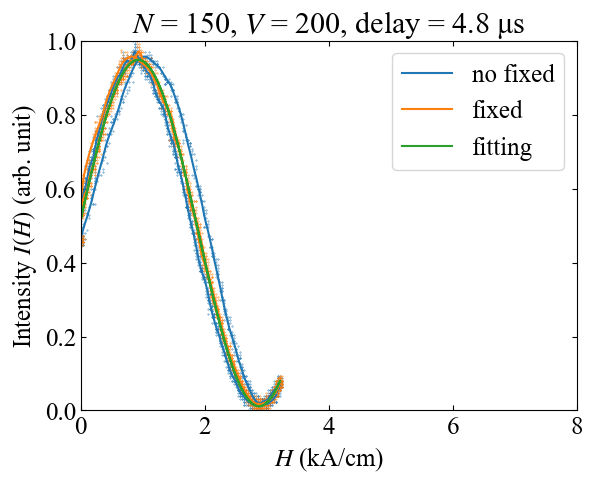 N = 150, V = 200, delay = 4.8 μs
1.0
0.8
0.6
0.4
0.2
0.0
Intensity I(H) (arb. unit)
no fixed
fixed
fitting
0 2 4 6 8
H (kA/cm)